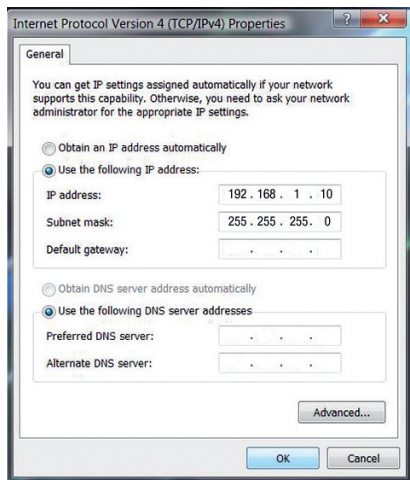 Internet Protocol Version 4 (TCP/IPv4) Properties
General
You can get IP settings assigned automatically if your network
supports this capability. Otherwise, you need to ask your network
administrator for the appropriate IP settings.
Obtain an IP address automatically
Use the following IP address:
IP address: 192 . 168 . 1 . 10
Subnet mask: 255 . 255 . 255 . 0
Default gateway: . . .
Obtain DNS server address automatically
Use the following DNS server addresses
Preferred DNS server: . . .
Alternate DNS server: . . .
Advanced...
OK Cancel